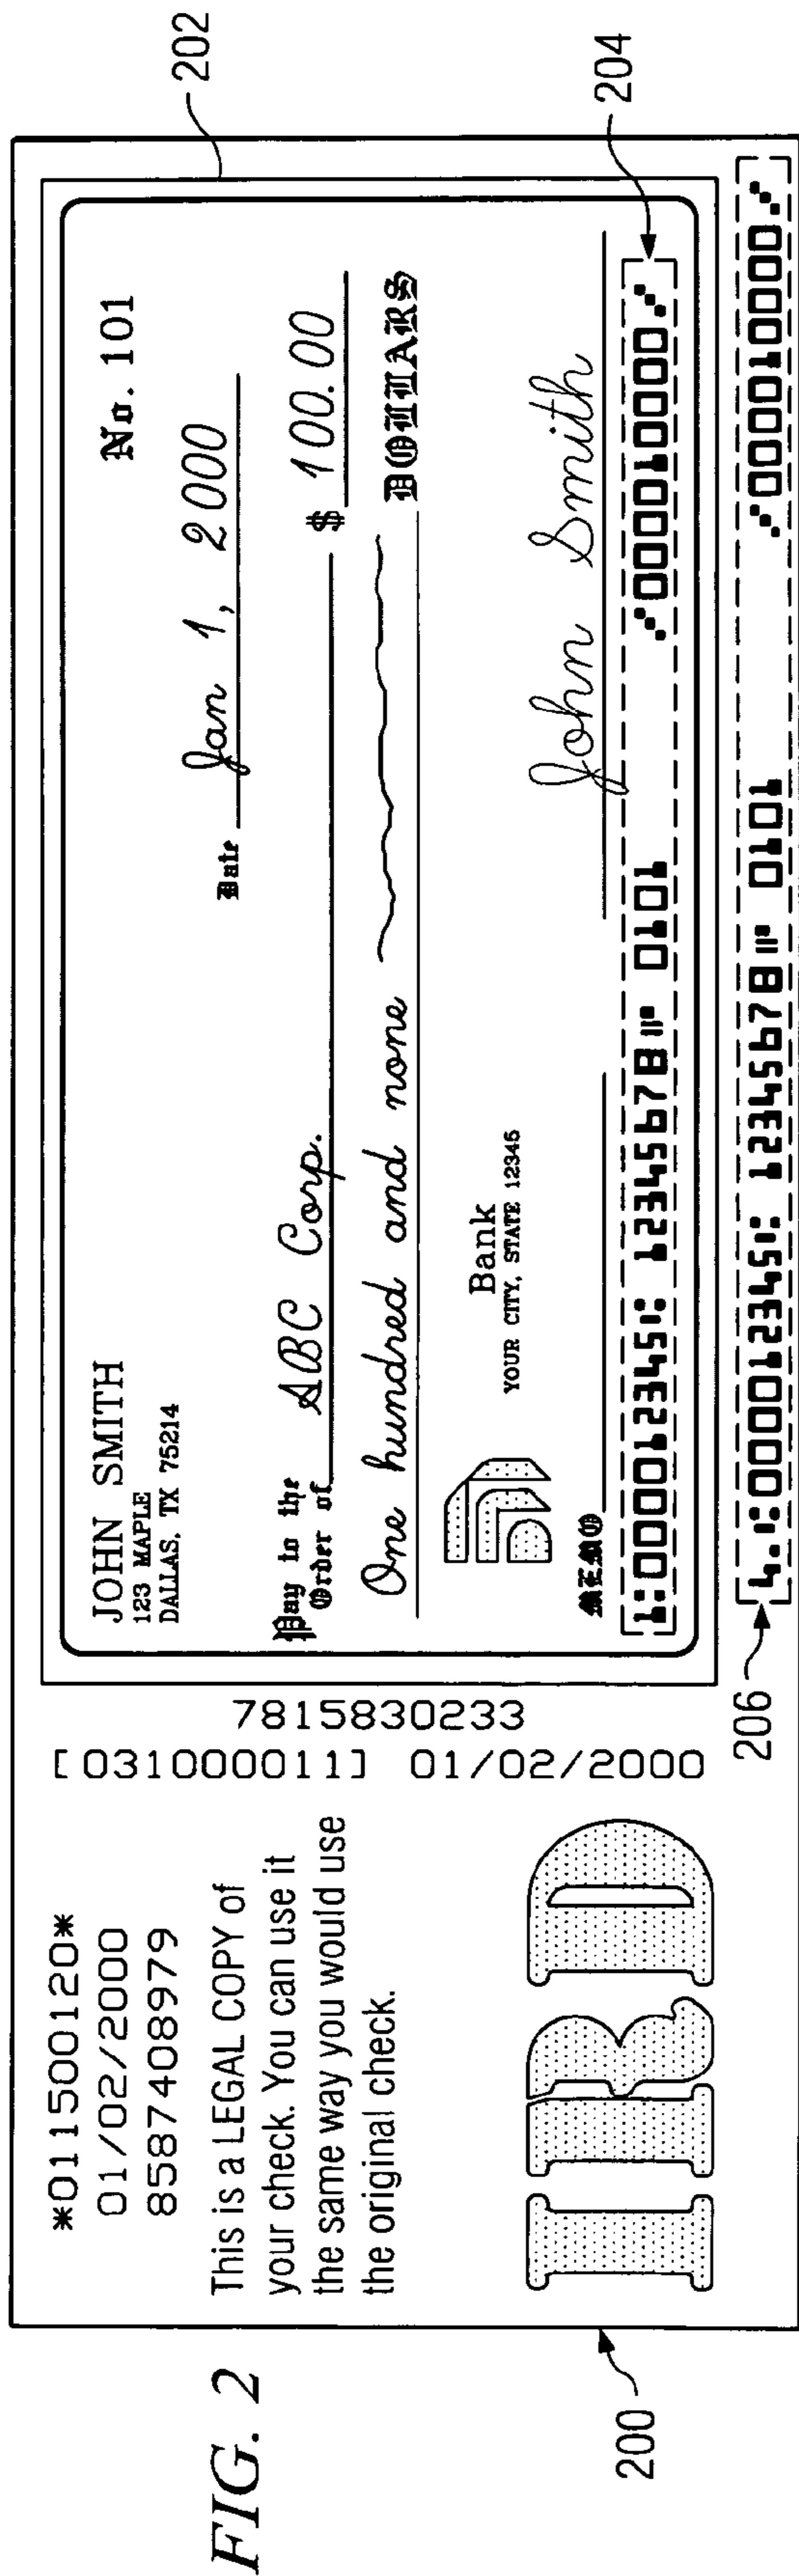 FIG. 2
200
*011500120*
01/02/2000
8587408979
This is a LEGAL COPY of
your check. You can use it
the same way you would use
the original check.
IRD
7815830233
[031000011] 01/02/2000
202
JOHN SMITH
123 MAPLE
DALLAS, TX 75214
No. 101
Date Jan 1, 2000
Pay to the
Order of ABC Corp. $ 100.00
One hundred and none DOLLARS
Bank
YOUR CITY, STATE 12345
MEMO John Smith
204
⑆000012345⑆ 12345678⑈ 0101 ⑇000010000⑇
206
4⑆000012345⑆ 12345678⑈ 0101 ⑇000010000⑇